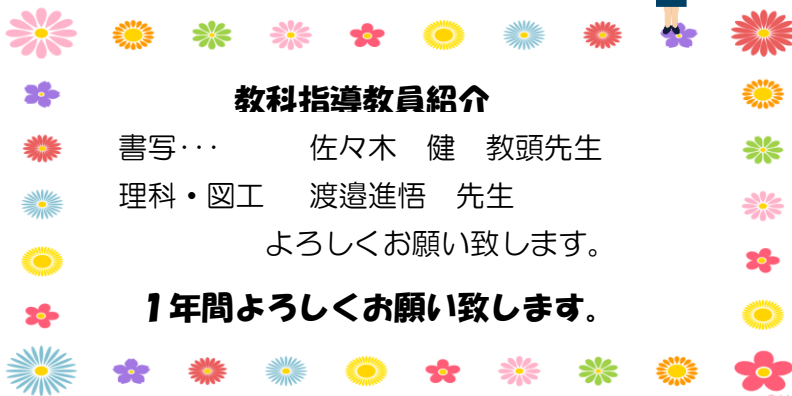 教科指導教員紹介
書写・・・　佐々木　健　教頭先生
理科・図工　渡邉進悟　先生
よろしくお願い致します。
1年間よろしくお願い致します。